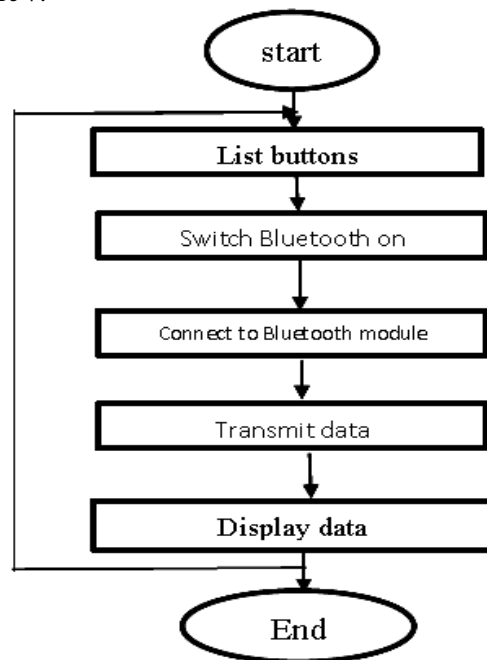 start
List buttons
Switch Bluetooth on
Connect to Bluetooth module
Transmit data
Display data
End